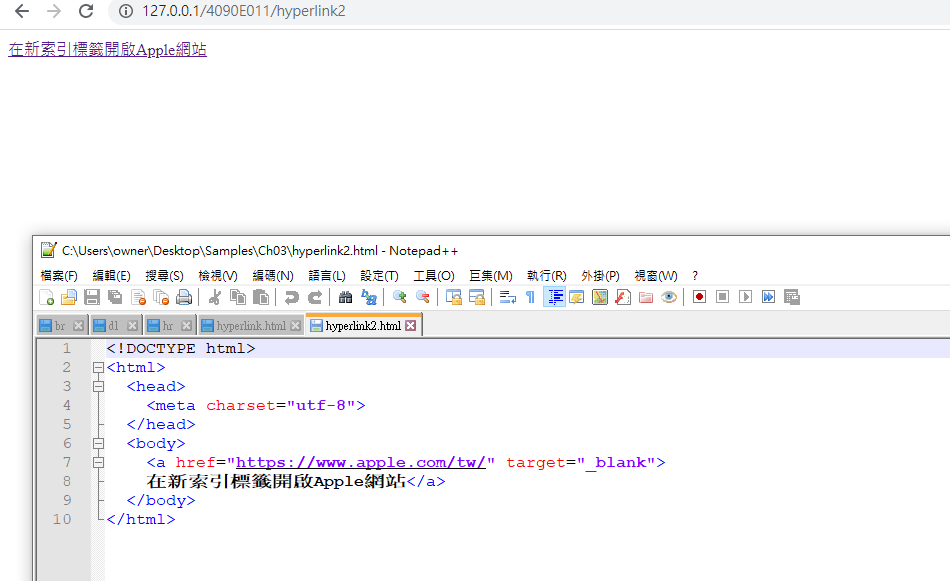 127.0.0.1/4090E011/hyperlink2
在新索引標籤開啟Apple網站
C:\Users\owner\Desktop\Samples\Ch03\hyperlink2.html - Notepad++
檔案(F) 編輯(E) 搜尋(S) 檢視(V) 編碼(N) 語言(L) 設定(T) 工具(O) 巨集(M) 執行(R) 外掛(P) 視窗(W) ?
br dl hr hyperlink.html hyperlink2.html
1 <!DOCTYPE html>
2 <html>
3 <head>
4 <meta charset="utf-8">
5 </head>
6 <body>
7 <a href="https://www.apple.com/tw/" target="_blank">
8 在新索引標籤開啟Apple網站</a>
9 </body>
10 </html>